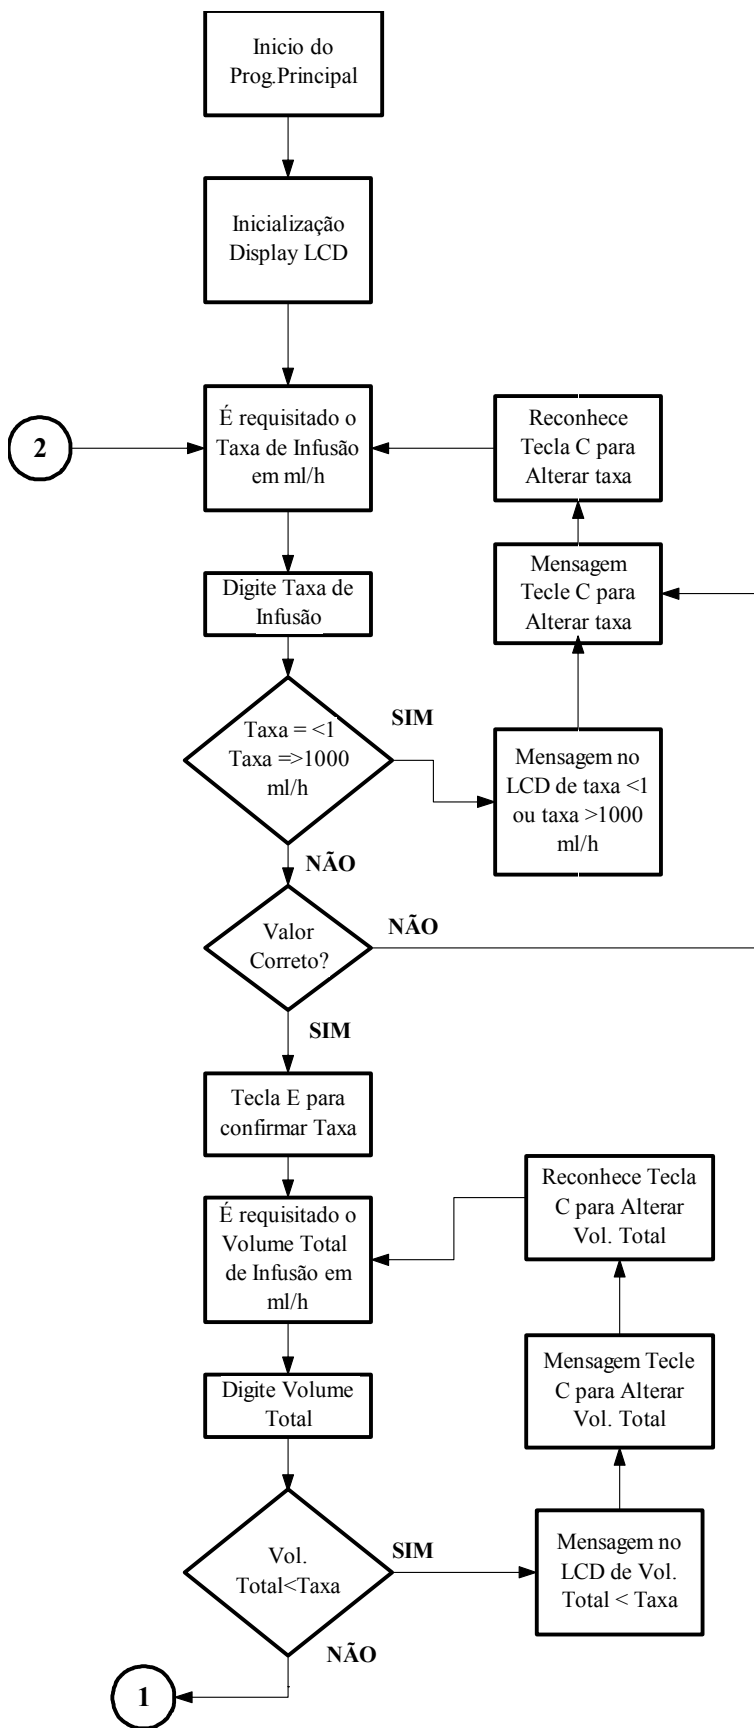 Inicio do
Prog.Principal
Inicialização
Display LCD
É requisitado o
Taxa de Infusão
em ml/h
2
Reconhece
Tecla C para
Alterar taxa
Mensagem
Tecle C para
Alterar taxa
Digite Taxa de
Infusão
Taxa = <1
Taxa =>1000
ml/h
SIM
Mensagem no
LCD de taxa <1
ou taxa >1000
ml/h
NÃO
Valor
Correto?
NÃO
SIM
Tecla E para
confirmar Taxa
É requisitado o
Volume Total
de Infusão em
ml/h
Reconhece Tecla
C para Alterar
Vol. Total
Mensagem Tecle
C para Alterar
Vol. Total
Digite Volume
Total
Vol.
Total<Taxa
SIM
Mensagem no
LCD de Vol.
Total < Taxa
NÃO
1